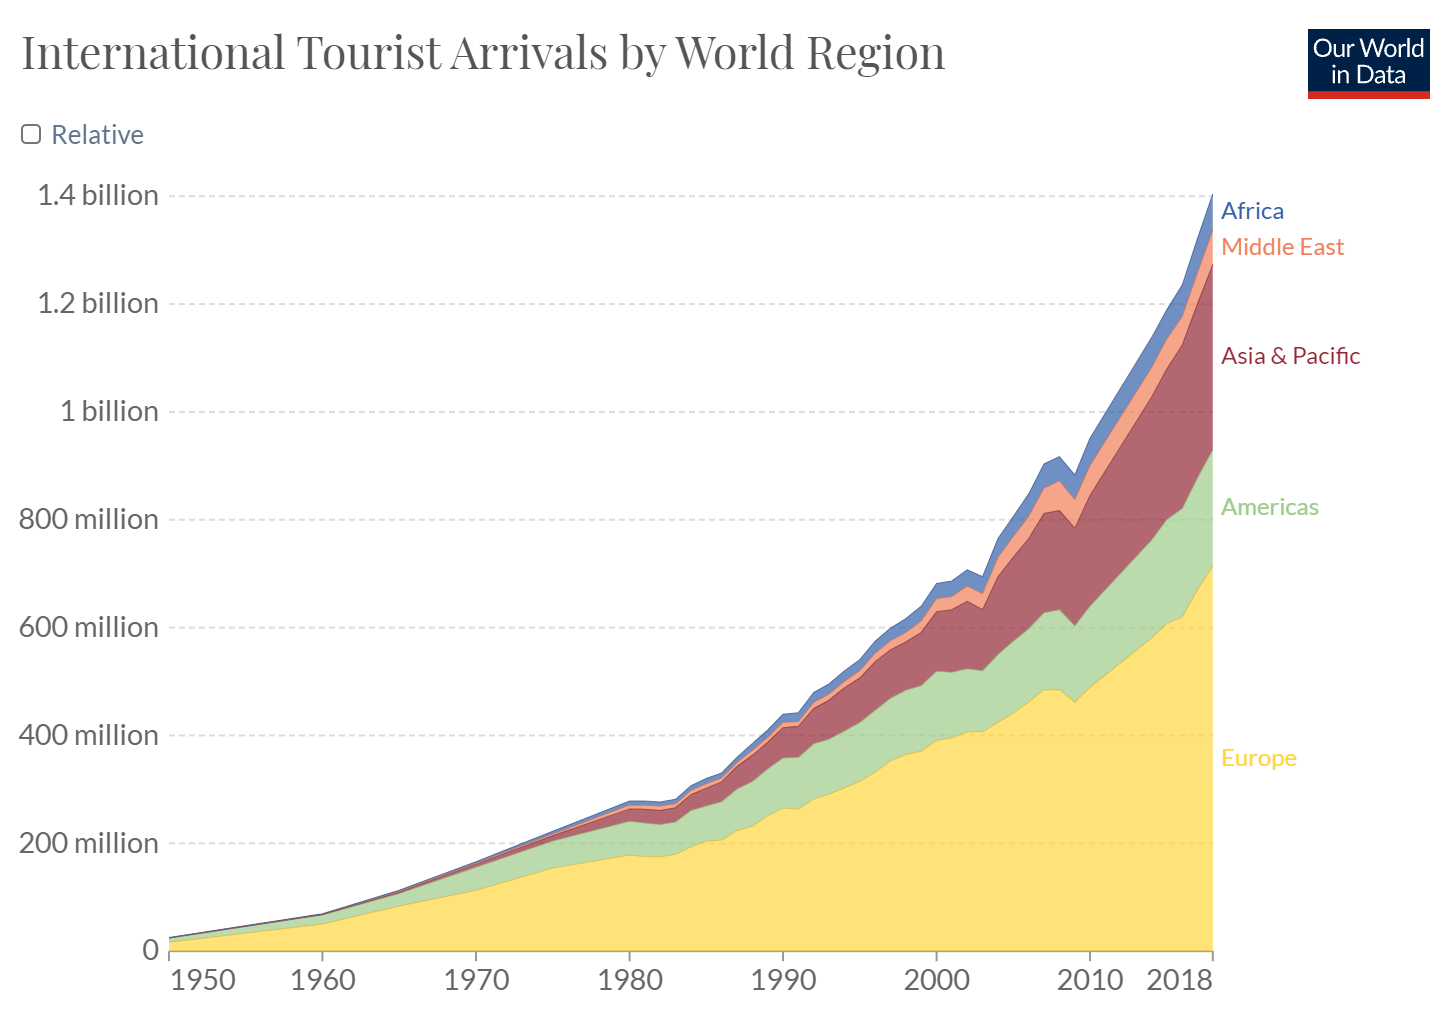 International Tourist Arrivals by World Region
Our World
in Data
Relative
1.4 billion
1.2 billion
1 billion
800 million
600 million
400 million
200 million
0
Africa
Middle East
Asia & Pacific
Americas
Europe
1950 1960 1970 1980 1990 2000 2010 2018